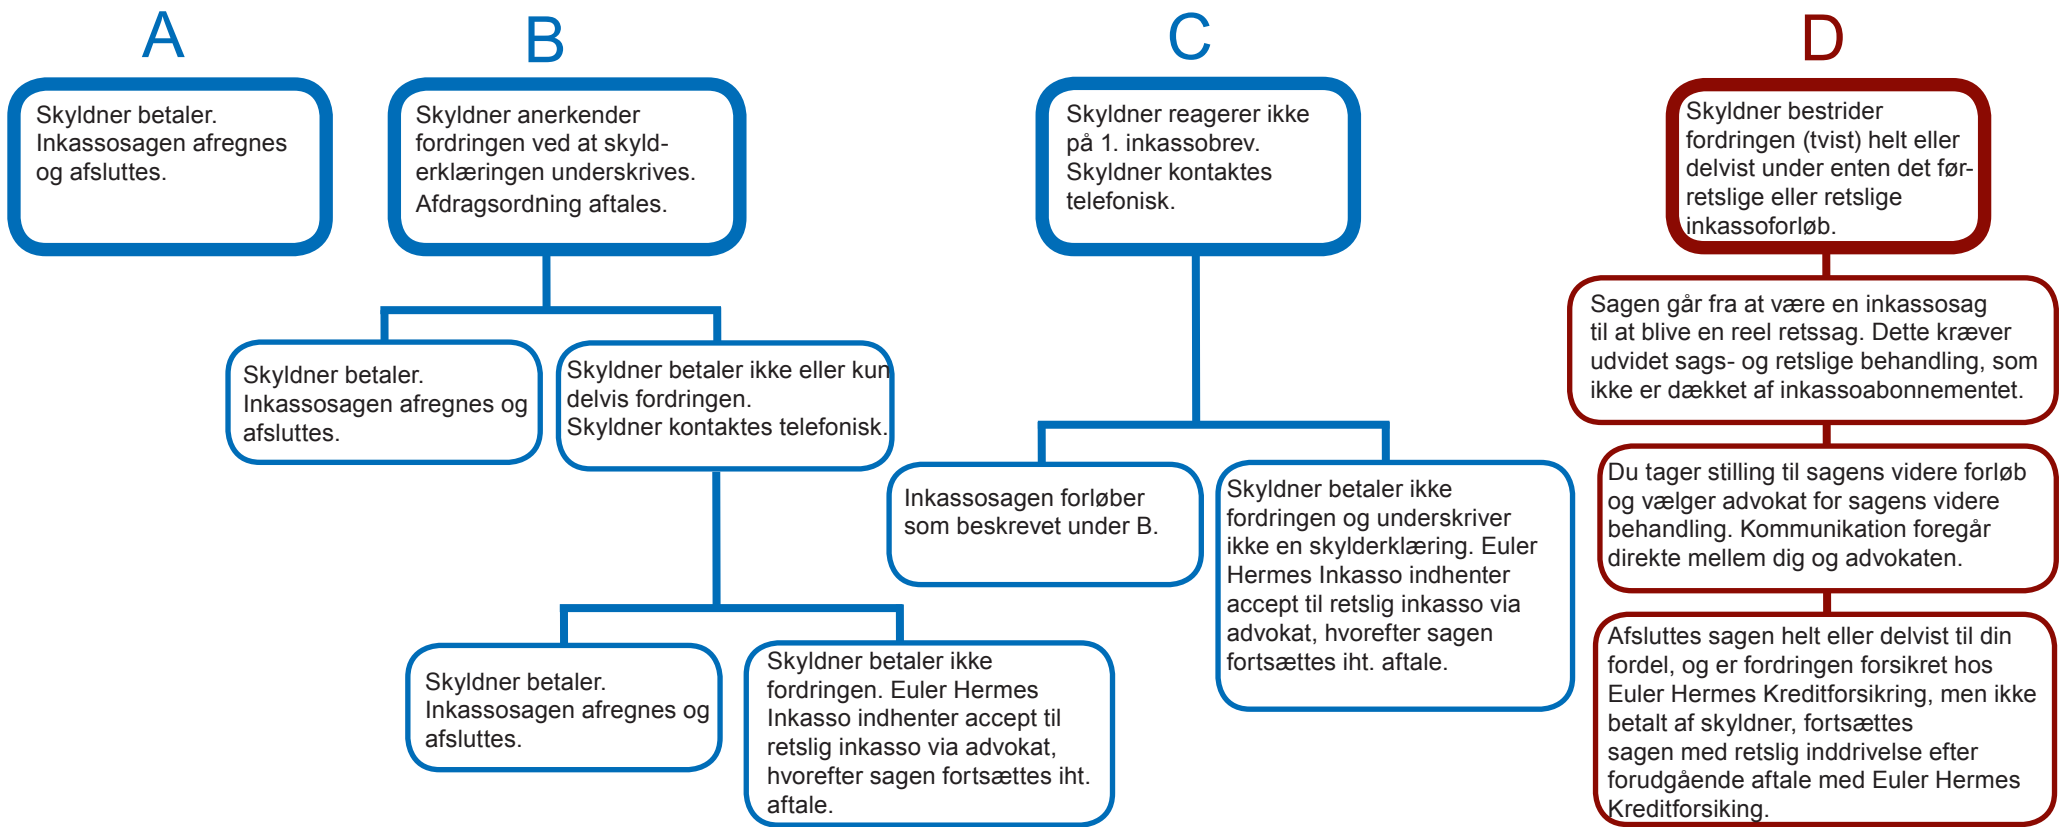 A
Skyldner betaler.
Inkassosagen afregnes
og afsluttes.
B
Skyldner anerkender
fordringen ved at skyld-
erklæringen underskrives.
Afdragsordning aftales.
Skyldner betaler.
Inkassosagen afregnes og
afsluttes.
Skyldner betaler ikke eller kun
delvis fordringen.
Skyldner kontaktes telefonisk.
Skyldner betaler.
Inkassosagen afregnes og
afsluttes.
Skyldner betaler ikke
fordringen. Euler Hermes
Inkasso indhenter accept til
retslig inkasso via advokat,
hvorefter sagen fortsættes iht.
aftale.
C
Skyldner reagerer ikke
på 1. inkassobrev.
Skyldner kontaktes
telefonisk.
Inkassosagen forløber
som beskrevet under B.
Skyldner betaler ikke
fordringen og underskriver
ikke en skylderklæring. Euler
Hermes Inkasso indhenter
accept til retslig inkasso via
advokat, hvorefter sagen
fortsættes iht. aftale.
D
Skyldner bestrider
fordringen (tvist) helt eller
delvist under enten det før-
retslige eller retslige
inkassoforløb.
Sagen går fra at være en inkassosag
til at blive en reel retssag. Dette kræver
udvidet sags- og retslige behandling, som
ikke er dækket af inkassoabonnementet.
Du tager stilling til sagens videre forløb
og vælger advokat for sagens videre
behandling. Kommunikation foregår
direkte mellem dig og advokaten.
Afsluttes sagen helt eller delvist til din
fordel, og er fordringen forsikret hos
Euler Hermes Kreditforsikring, men ikke
betalt af skyldner, fortsættes
sagen med retslig inddrivelse efter
forudgående aftale med Euler Hermes
Kreditforsiking.